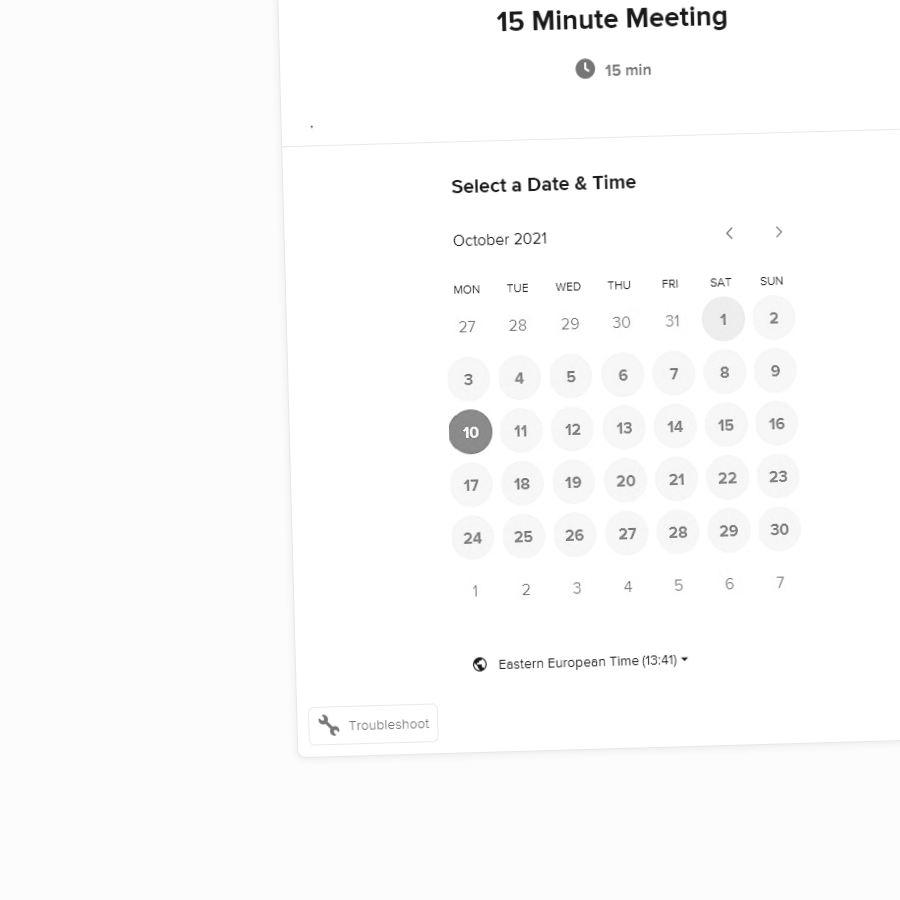 15 Minute Meeting
15 min
.
Select a Date & Time
October 2021
MON TUE WED THU FRI SAT SUN
27 28 29 30 31 1 2
3 4 5 6 7 8 9
10 11 12 13 14 15 16
17 18 19 20 21 22 23
24 25 26 27 28 29 30
1 2 3 4 5 6 7
Eastern European Time (13:41)
Troubleshoot